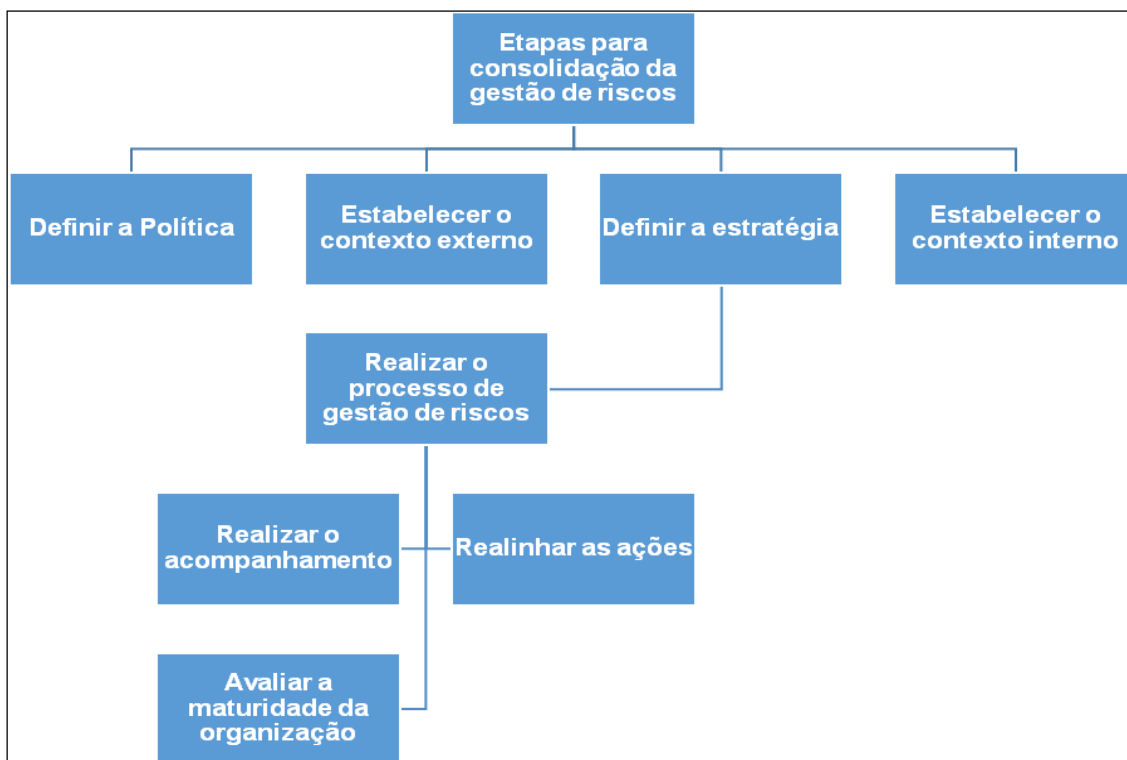 Etapas para
consolidação da
gestão de riscos
Definir a Política
Estabelecer o
contexto externo
Definir a estratégia
Estabelecer o
contexto interno
Realizar o
processo de
gestão de riscos
Realizar o
acompanhamento
Realinhar as ações
Avaliar a
maturidade da
organização